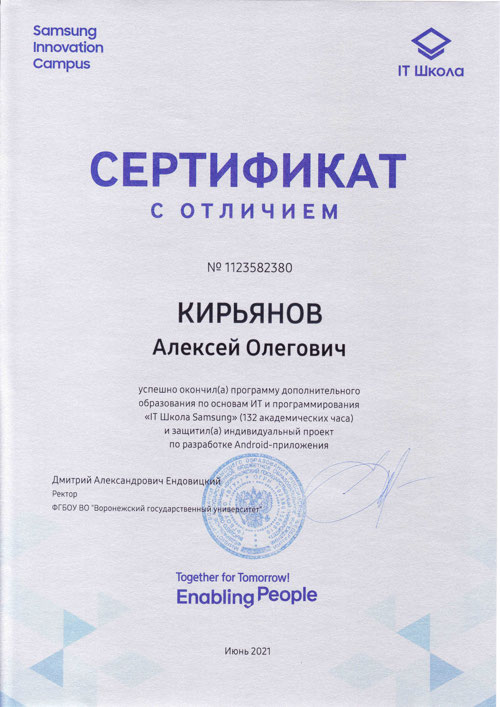 Samsung
Innovation
Campus
IT Школа
СЕРТИФИКАТ
С ОТЛИЧИЕМ
№ 1123582380
КИРЬЯНОВ
Алексей Олегович
успешно окончил(а) программу дополнительного
образования по основам ИТ и программирования
«IT Школа Samsung» (132 академических часа)
и защитил(а) индивидуальный проект
по разработке Android-приложения
Дмитрий Александрович Ендовицкий
Ректор
ФГБОУ ВО "Воронежский государственный университет"
Together for Tomorrow!
Enabling People
Июнь 2021